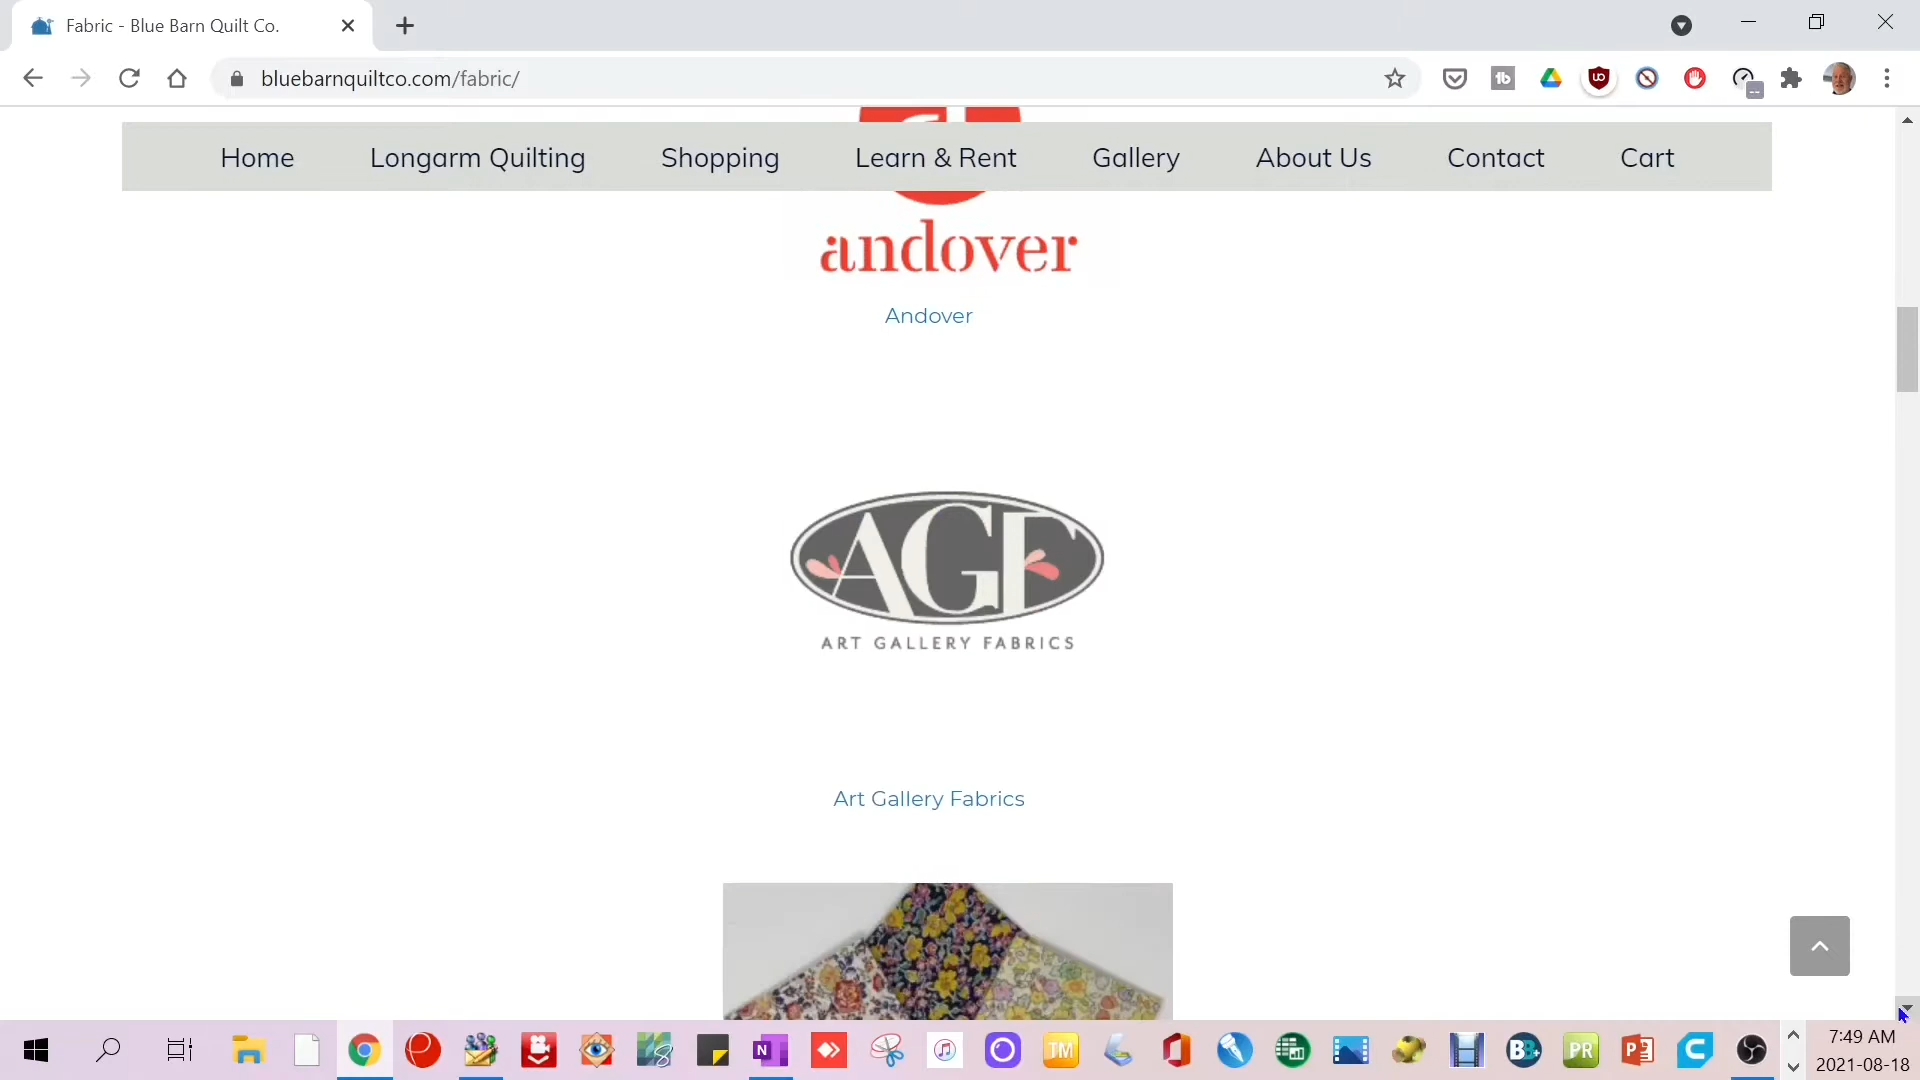 Fabric - Blue Barn Quilt Co.
bluebarnquiltco.com/fabric/
Home Longarm Quilting Shopping Learn & Rent Gallery About Us Contact Cart
andover
Andover
AGF
ART GALLERY FABRICS
Art Gallery Fabrics
7:49 AM
2021-08-18